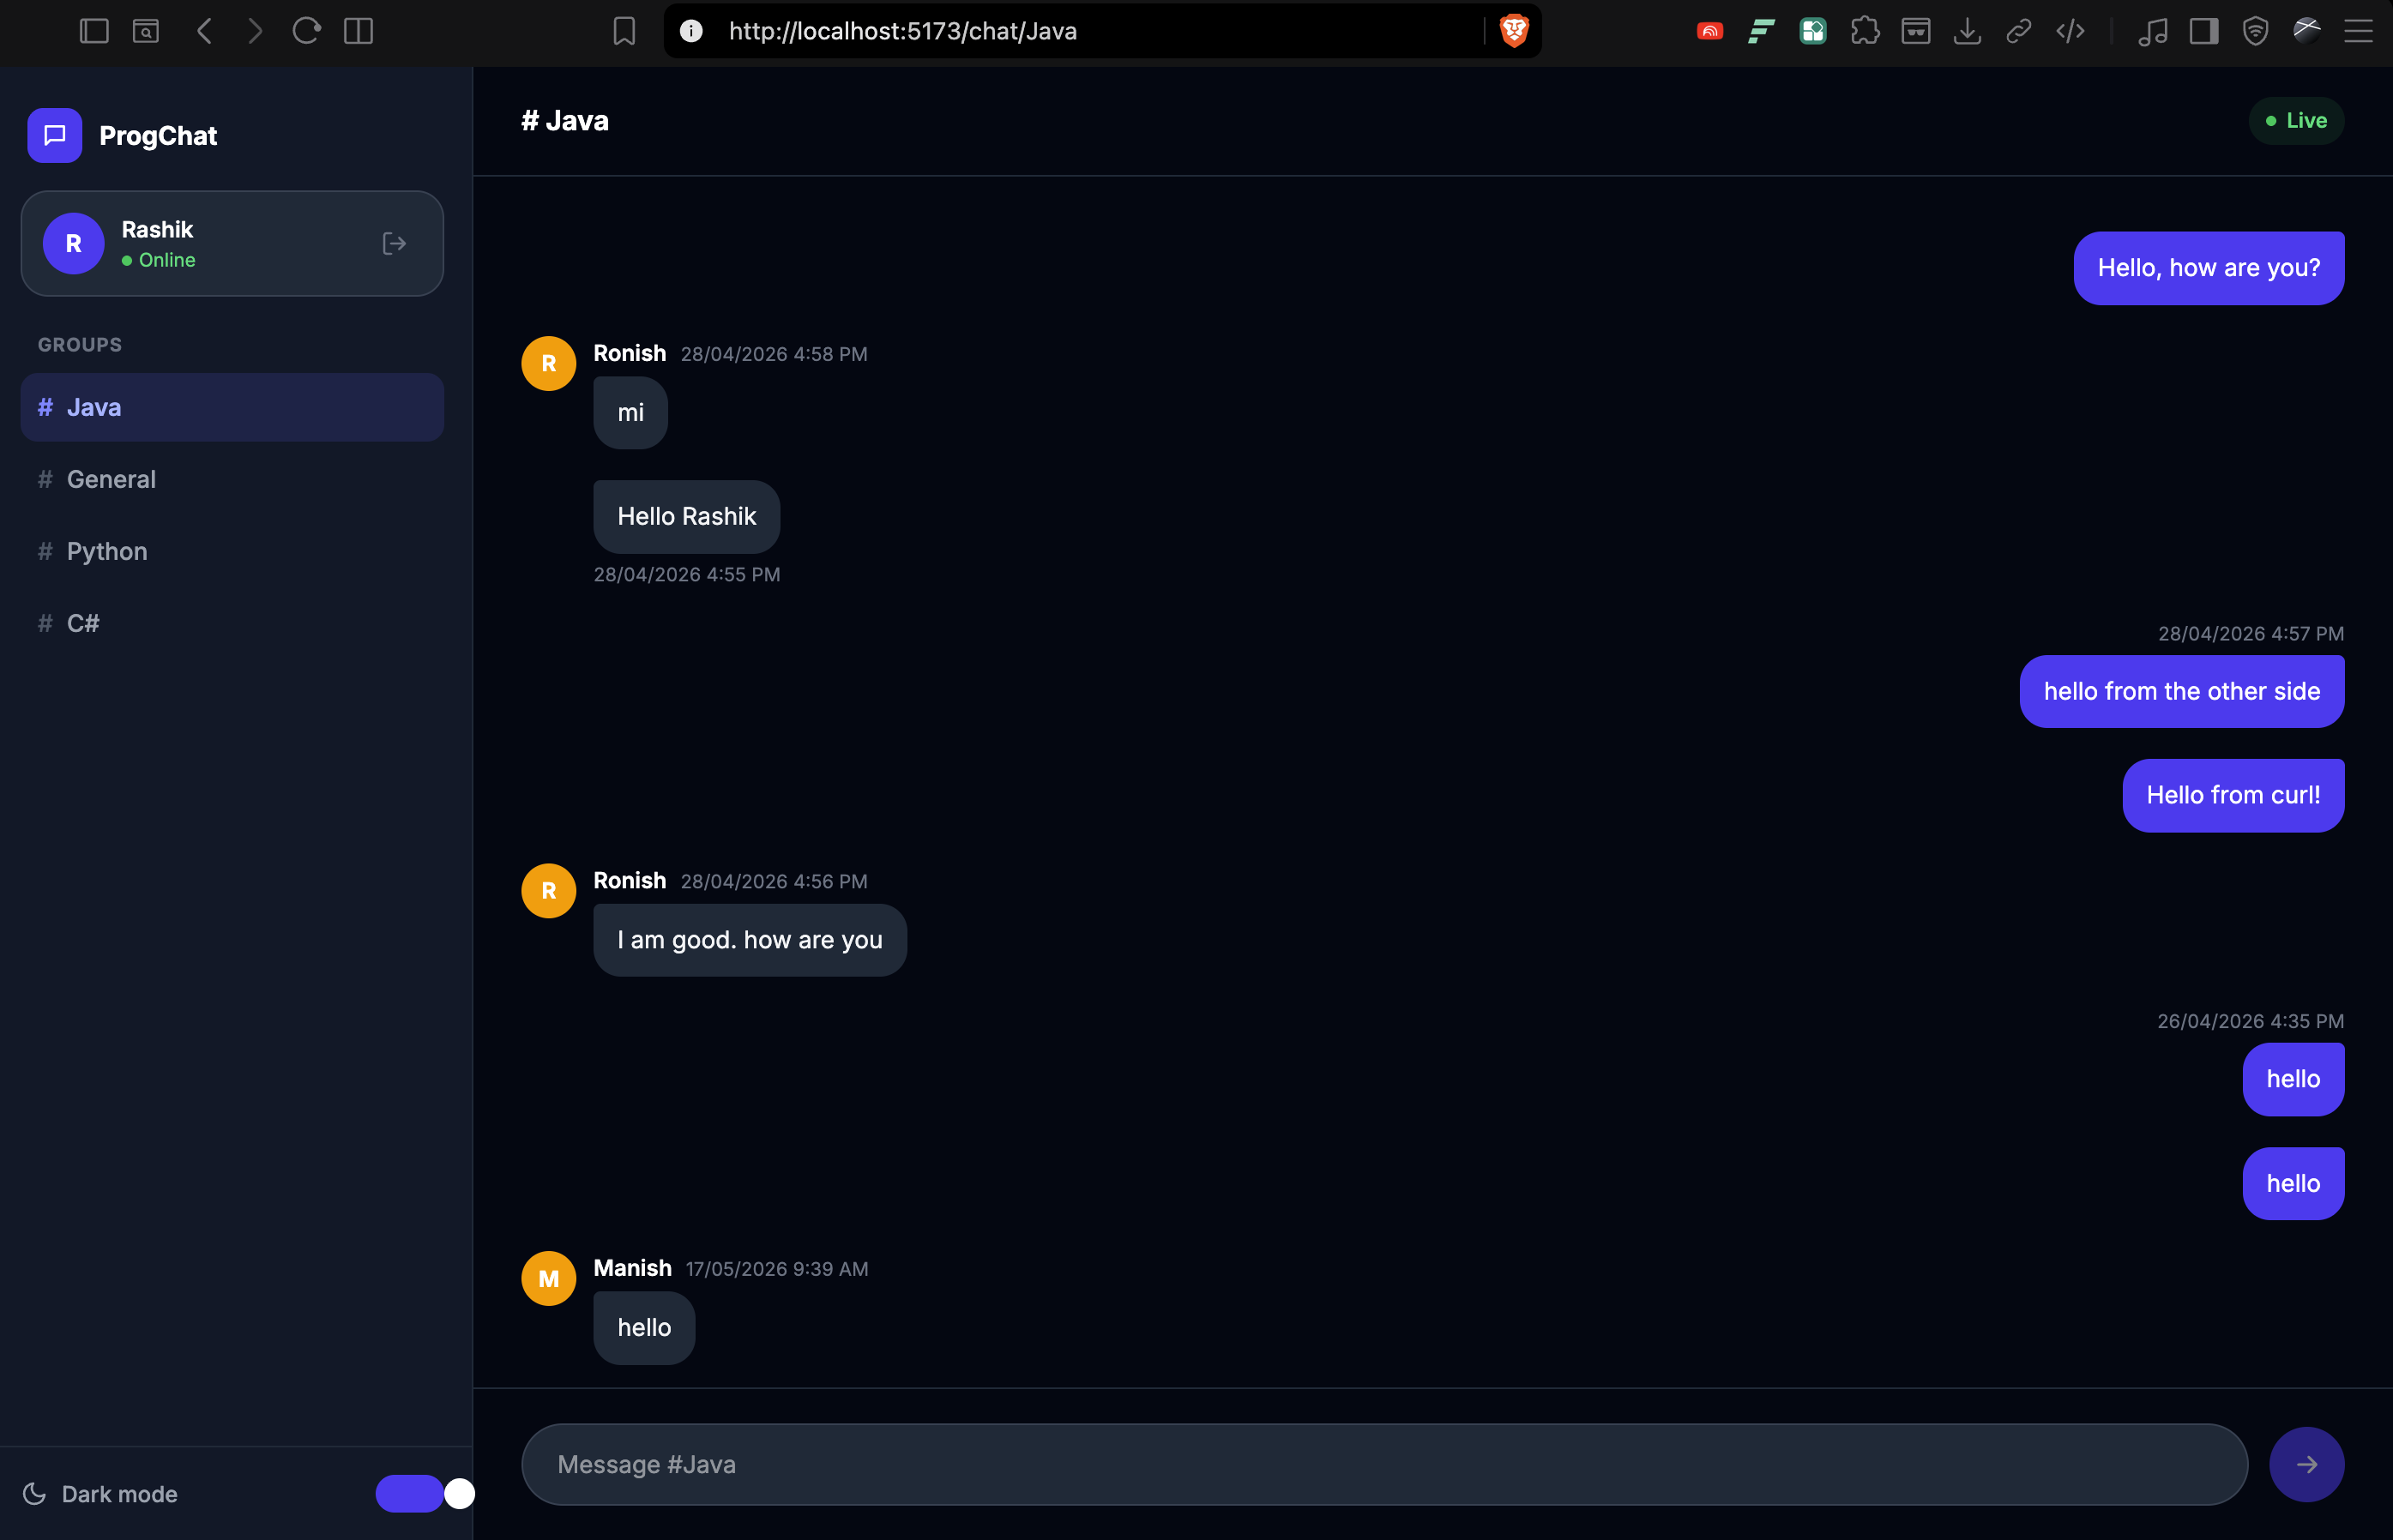 http://localhost:5173/chat/Java
ProgChat
R
Rashik
Online
GROUPS
# Java
# General
# Python
# C#
Dark mode
# Java
Live
Hello, how are you?
R
Ronish 28/04/2026 4:58 PM
mi
Hello Rashik
28/04/2026 4:55 PM
28/04/2026 4:57 PM
hello from the other side
Hello from curl!
R
Ronish 28/04/2026 4:56 PM
I am good. how are you
26/04/2026 4:35 PM
hello
hello
M
Manish 17/05/2026 9:39 AM
hello
Message #Java